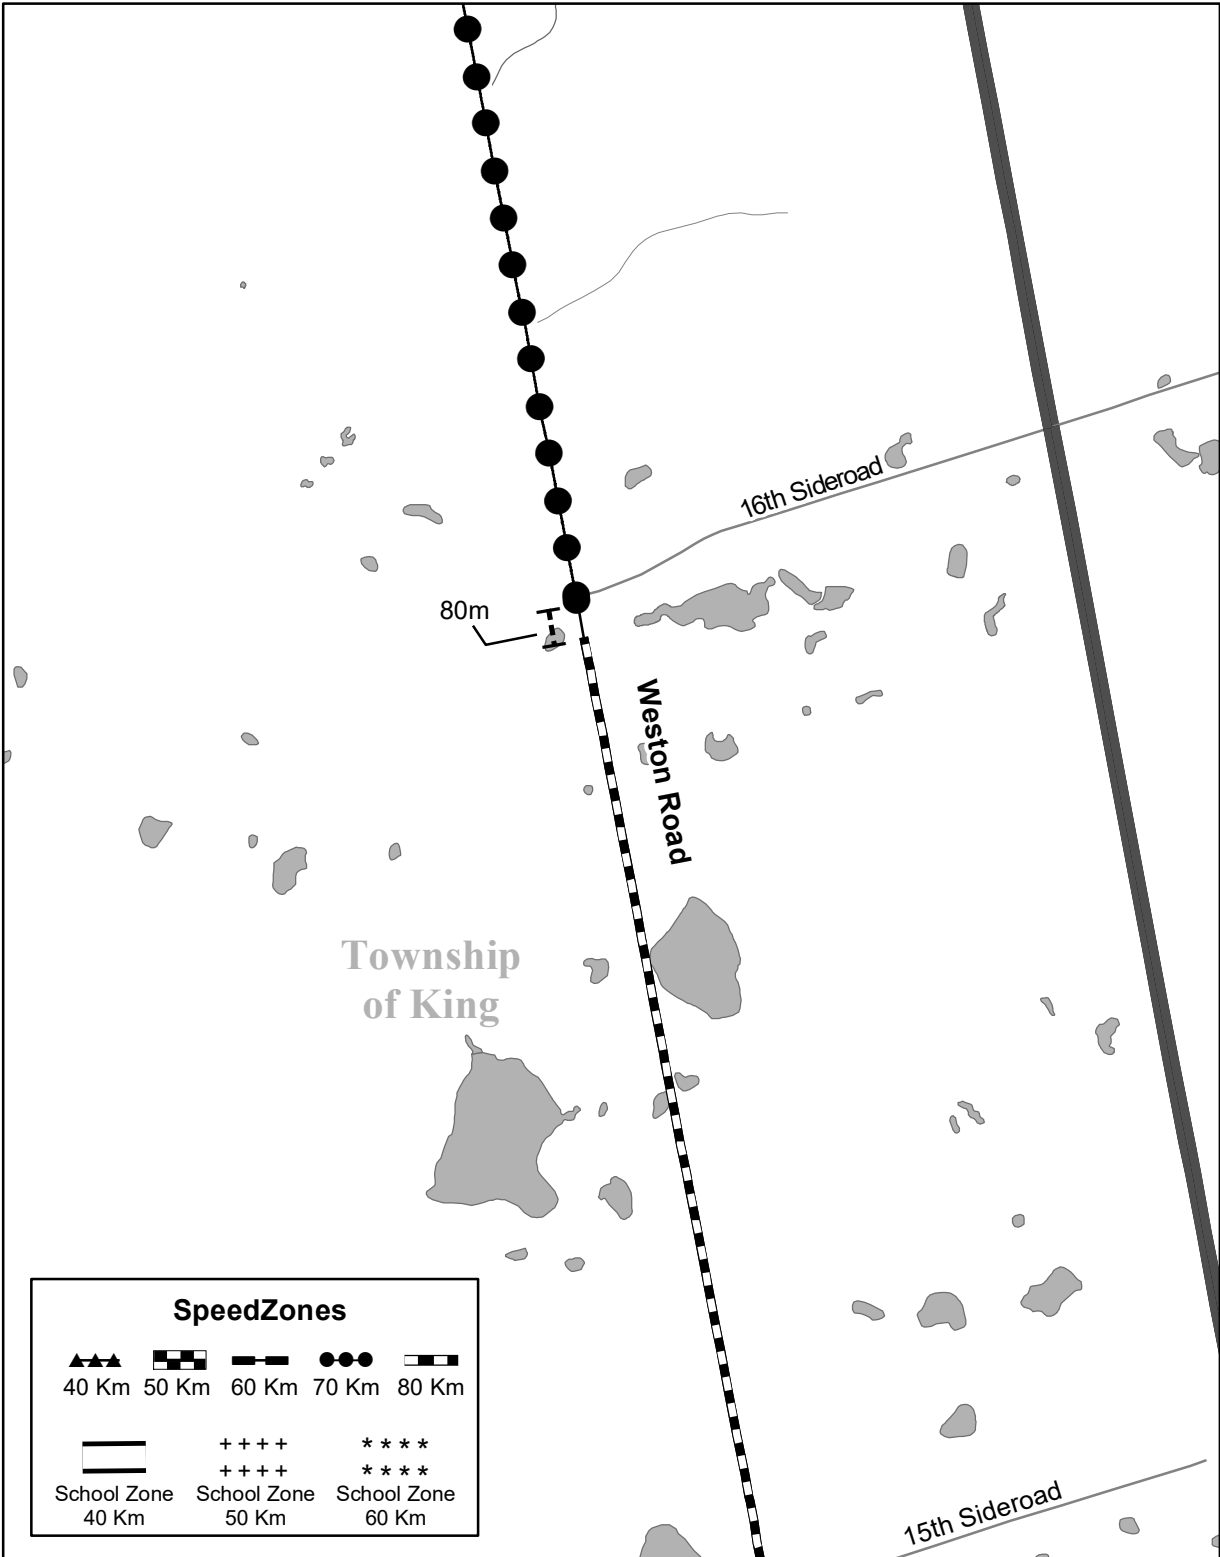 16th Sideroad
80m
Weston Road
Township
of King
SpeedZones
40 Km 50 Km 60 Km 70 Km 80 Km
School Zone School Zone School Zone
40 Km 50 Km 60 Km
15th Sideroad